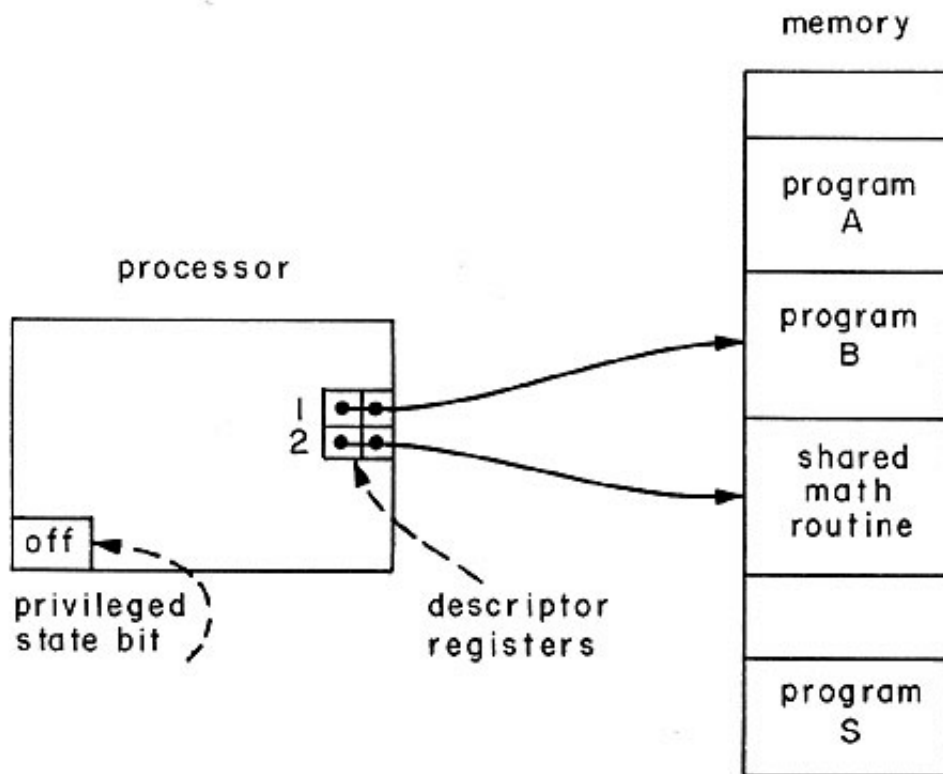 memory
program
A
processor
program
B
1
2
shared
math
routine
off
privileged
state bit
descriptor
registers
program
S